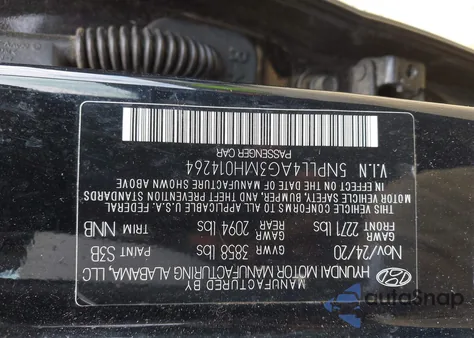 MANUFACTURED BY
HYUNDAI MOTOR MANUFACTURING ALABAMA, LLC
Nov/24/20 GVWR 3858 lbs PAINT S3B
GAWR FRONT 2271 lbs GAWR REAR 2094 lbs TRIM NNB
THIS VEHICLE CONFORMS TO ALL APPLICABLE U.S.A. FEDERAL
MOTOR VEHICLE SAFETY, BUMPER, AND THEFT PREVENTION STANDARDS
IN EFFECT ON THE DATE OF MANUFACTURE SHOWN ABOVE
V.I.N 5NPLL4AG3MH014264
PASSENGER CAR
autoSnap